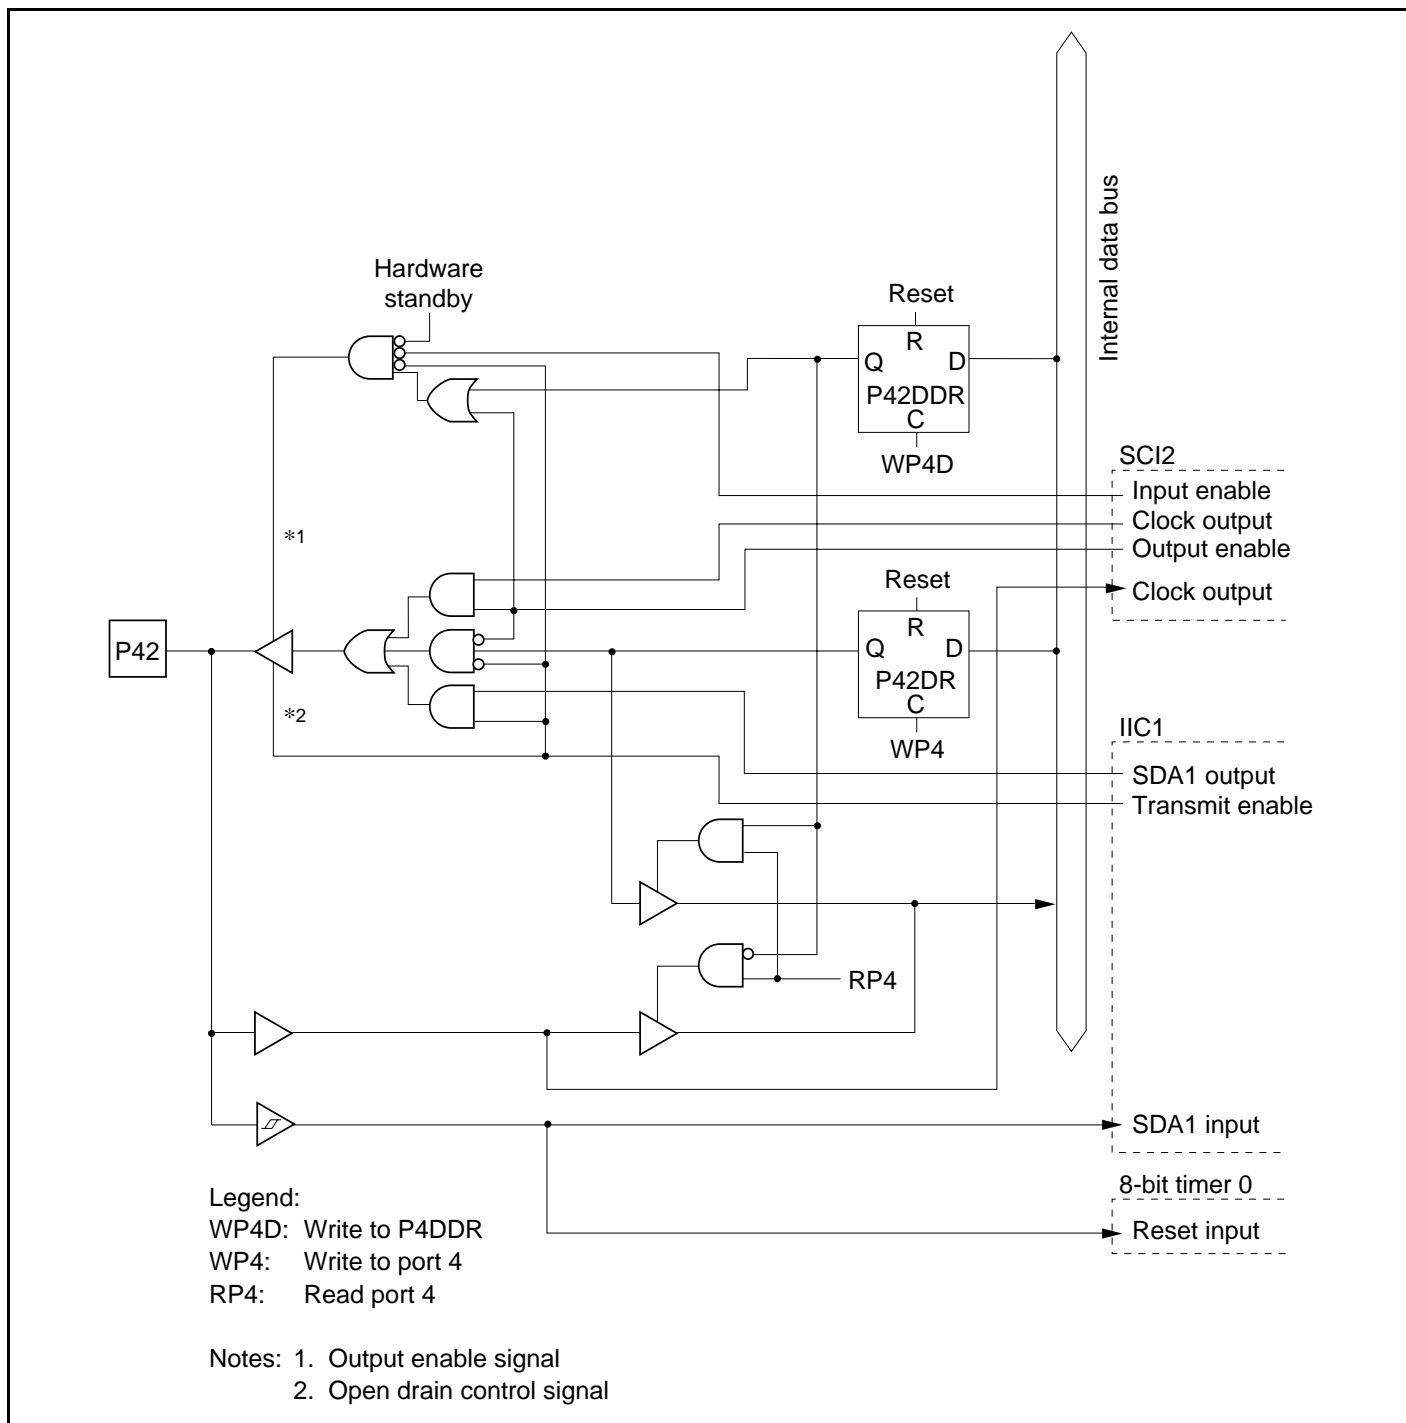 Internal data bus
Hardware
standby
Reset
R
Q
D
P42DDR
C
WP4D
SCI2
Input enable
Clock output
Output enable
Clock output
*1
Reset
R
Q
D
P42DR
C
WP4
P42
*2
IIC1
SDA1 output
Transmit enable
RP4
SDA1 input
8-bit timer 0
Reset input
Legend:
WP4D: Write to P4DDR
WP4: Write to port 4
RP4: Read port 4
Notes: 1. Output enable signal
2. Open drain control signal